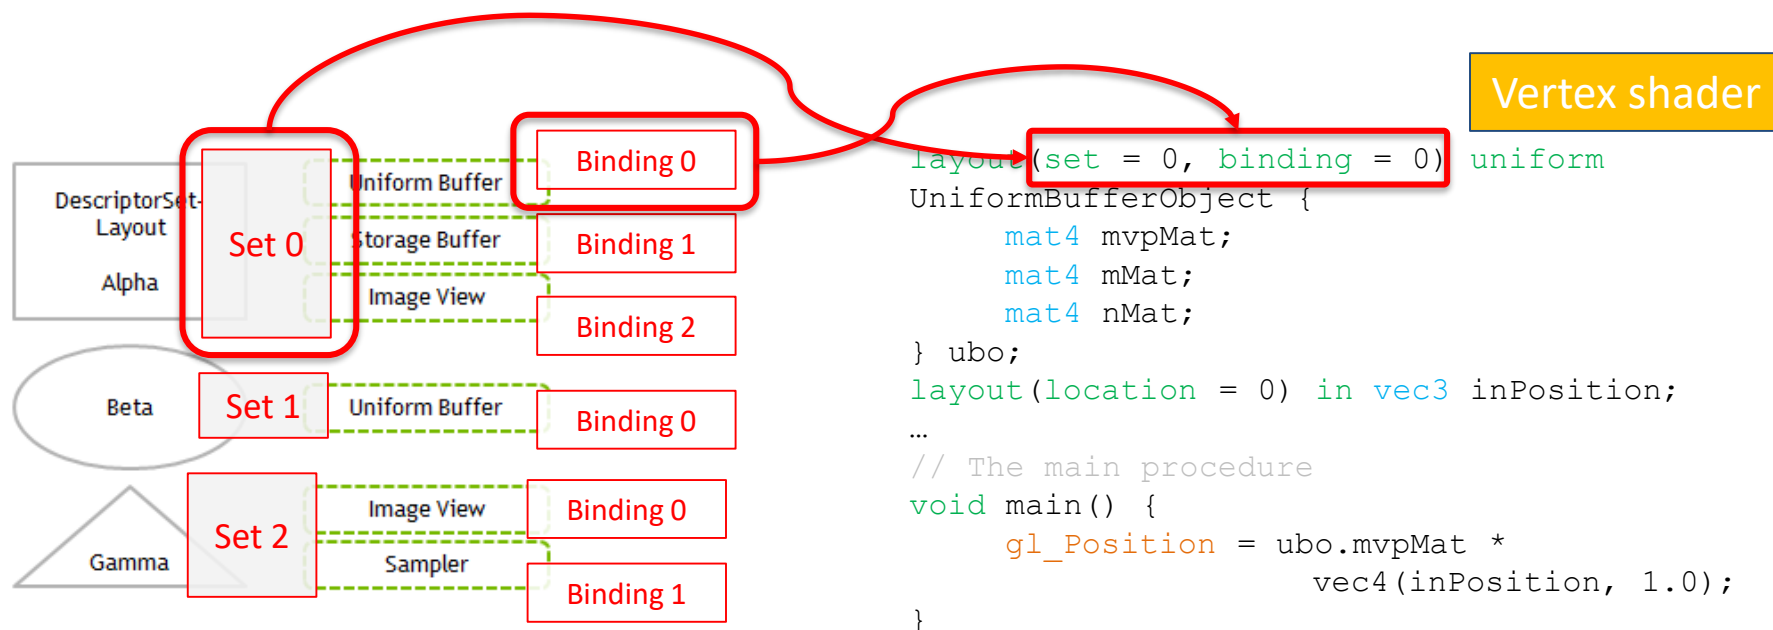 Vertex shader
DescriptorSet-
Layout
Alpha
Set 0
Uniform Buffer
Binding 0
Storage Buffer
Binding 1
Image View
Binding 2
Beta
Set 1
Uniform Buffer
Binding 0
Gamma
Set 2
Image View
Binding 0
Sampler
Binding 1
layout(set = 0, binding = 0) uniform
UniformBufferObject {
mat4 mvpMat;
mat4 mMat;
mat4 nMat;
} ubo;
layout(location = 0) in vec3 inPosition;
…
// The main procedure
void main() {
gl_Position = ubo.mvpMat *
vec4(inPosition, 1.0);
}